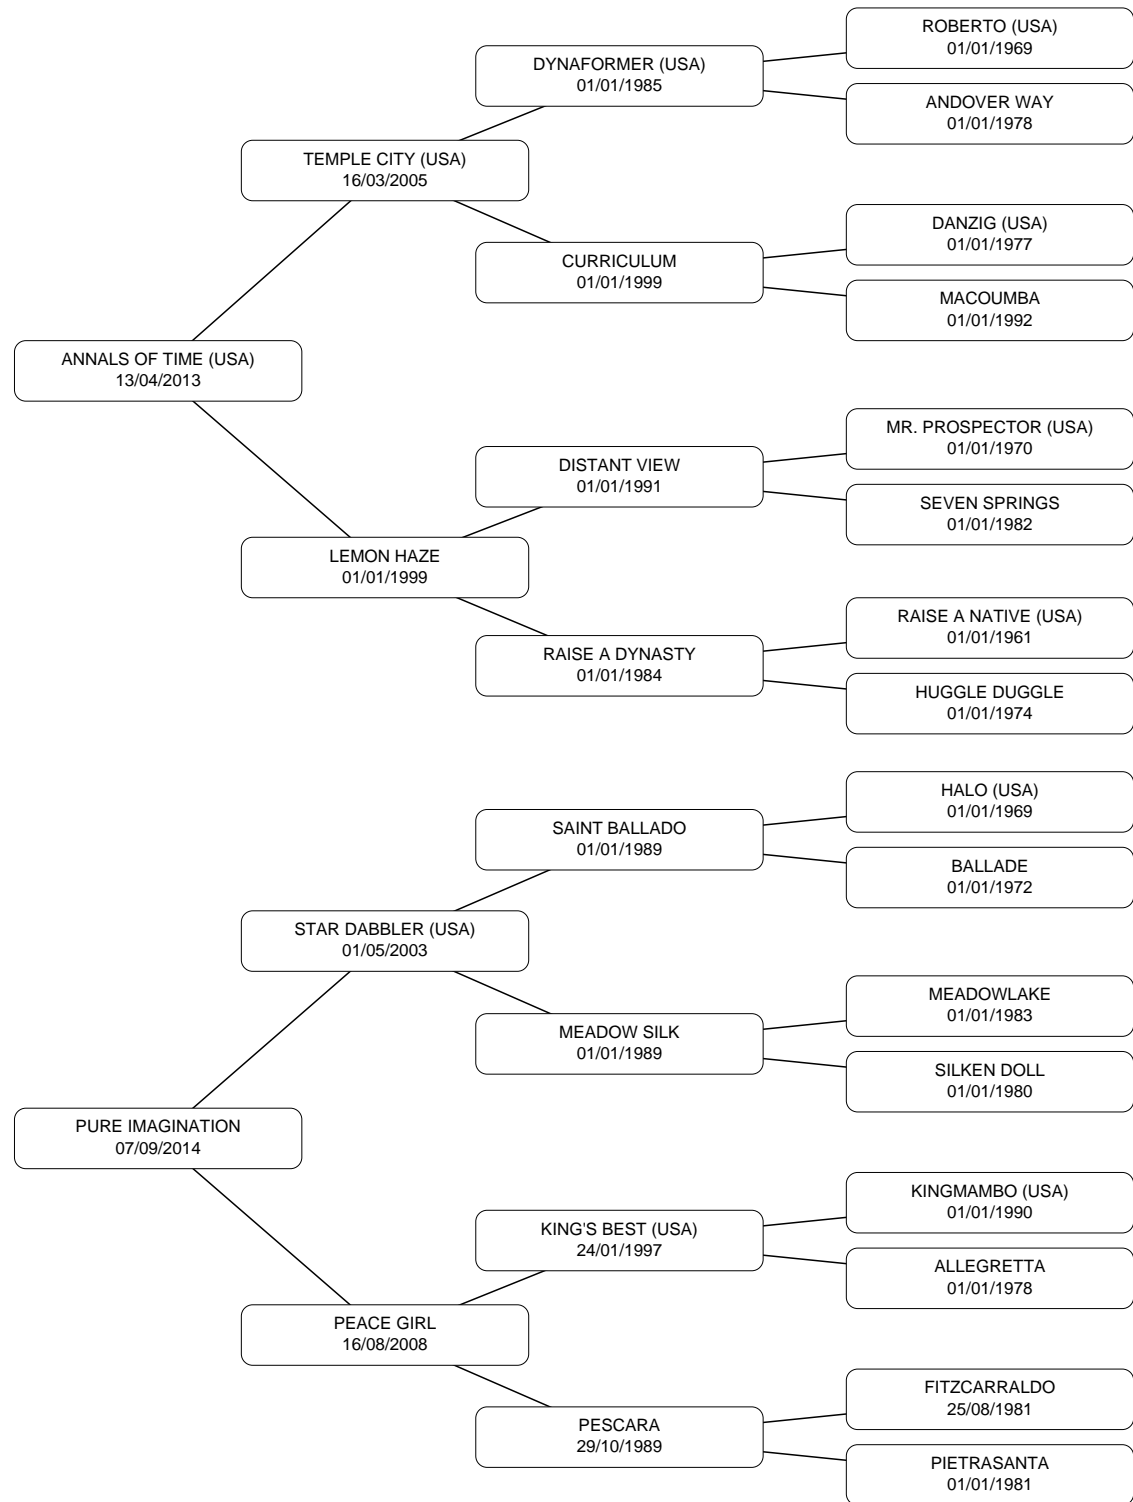 ROBERTO (USA)
01/01/1969
DYNAFORMER (USA)
01/01/1985
ANDOVER WAY
01/01/1978
TEMPLE CITY (USA)
16/03/2005
DANZIG (USA)
01/01/1977
CURRICULUM
01/01/1999
MACOUMBA
01/01/1992
ANNALS OF TIME (USA)
13/04/2013
MR. PROSPECTOR (USA)
01/01/1970
DISTANT VIEW
01/01/1991
SEVEN SPRINGS
01/01/1982
LEMON HAZE
01/01/1999
RAISE A NATIVE (USA)
01/01/1961
RAISE A DYNASTY
01/01/1984
HUGGLE DUGGLE
01/01/1974
HALO (USA)
01/01/1969
SAINT BALLADO
01/01/1989
BALLADE
01/01/1972
STAR DABBLER (USA)
01/05/2003
MEADOWLAKE
01/01/1983
MEADOW SILK
01/01/1989
SILKEN DOLL
01/01/1980
PURE IMAGINATION
07/09/2014
KINGMAMBO (USA)
01/01/1990
KING'S BEST (USA)
24/01/1997
ALLEGRETTA
01/01/1978
PEACE GIRL
16/08/2008
FITZCARRALDO
25/08/1981
PESCARA
29/10/1989
PIETRASANTA
01/01/1981